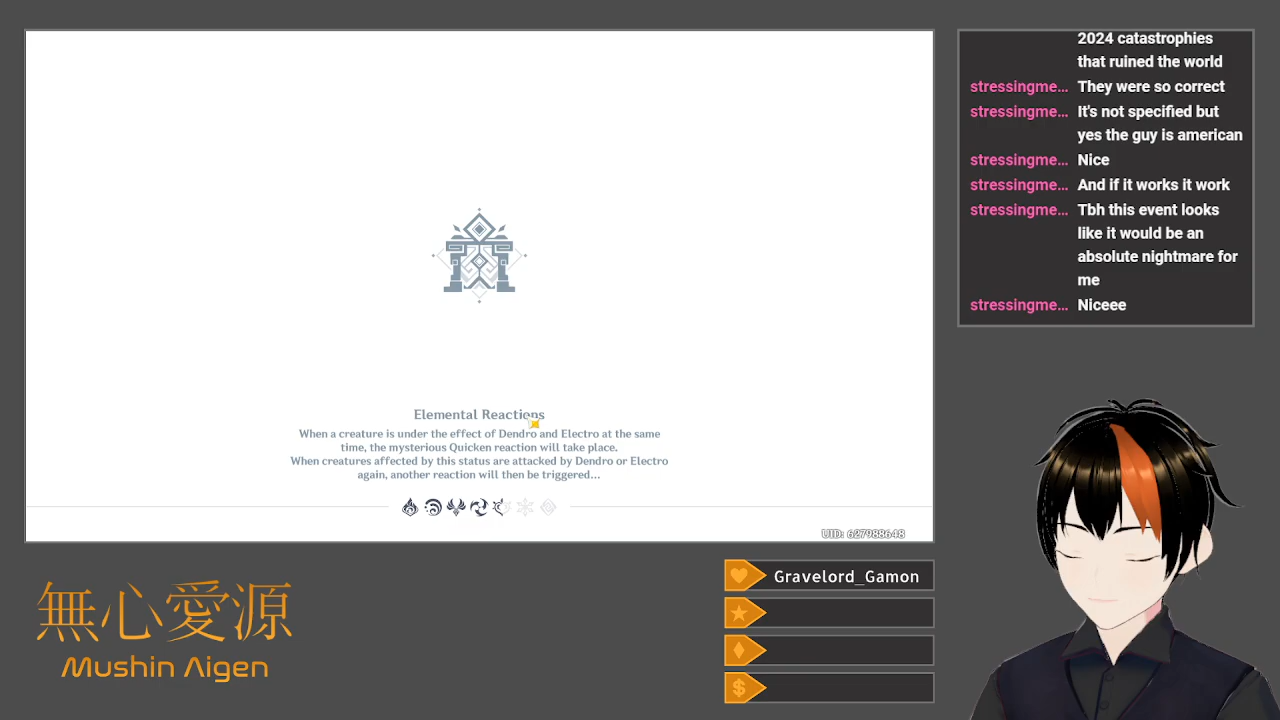 2024 catastrophies
that ruined the world
stressingme... They were so correct
stressingme... It's not specified but
yes the guy is american
stressingme... Nice
stressingme... And if it works it work
stressingme... Tbh this event looks
like it would be an
absolute nightmare for
me
stressingme... Niceee
Elemental Reactions
When a creature is under the effect of Dendro and Electro at the same
time, the mysterious Quicken reaction will take place.
When creatures affected by this status are attacked by Dendro or Electro
again, another reaction will then be triggered...
UID: 627988648
Gravelord_Gamon
無心愛源
Mushin Aigen